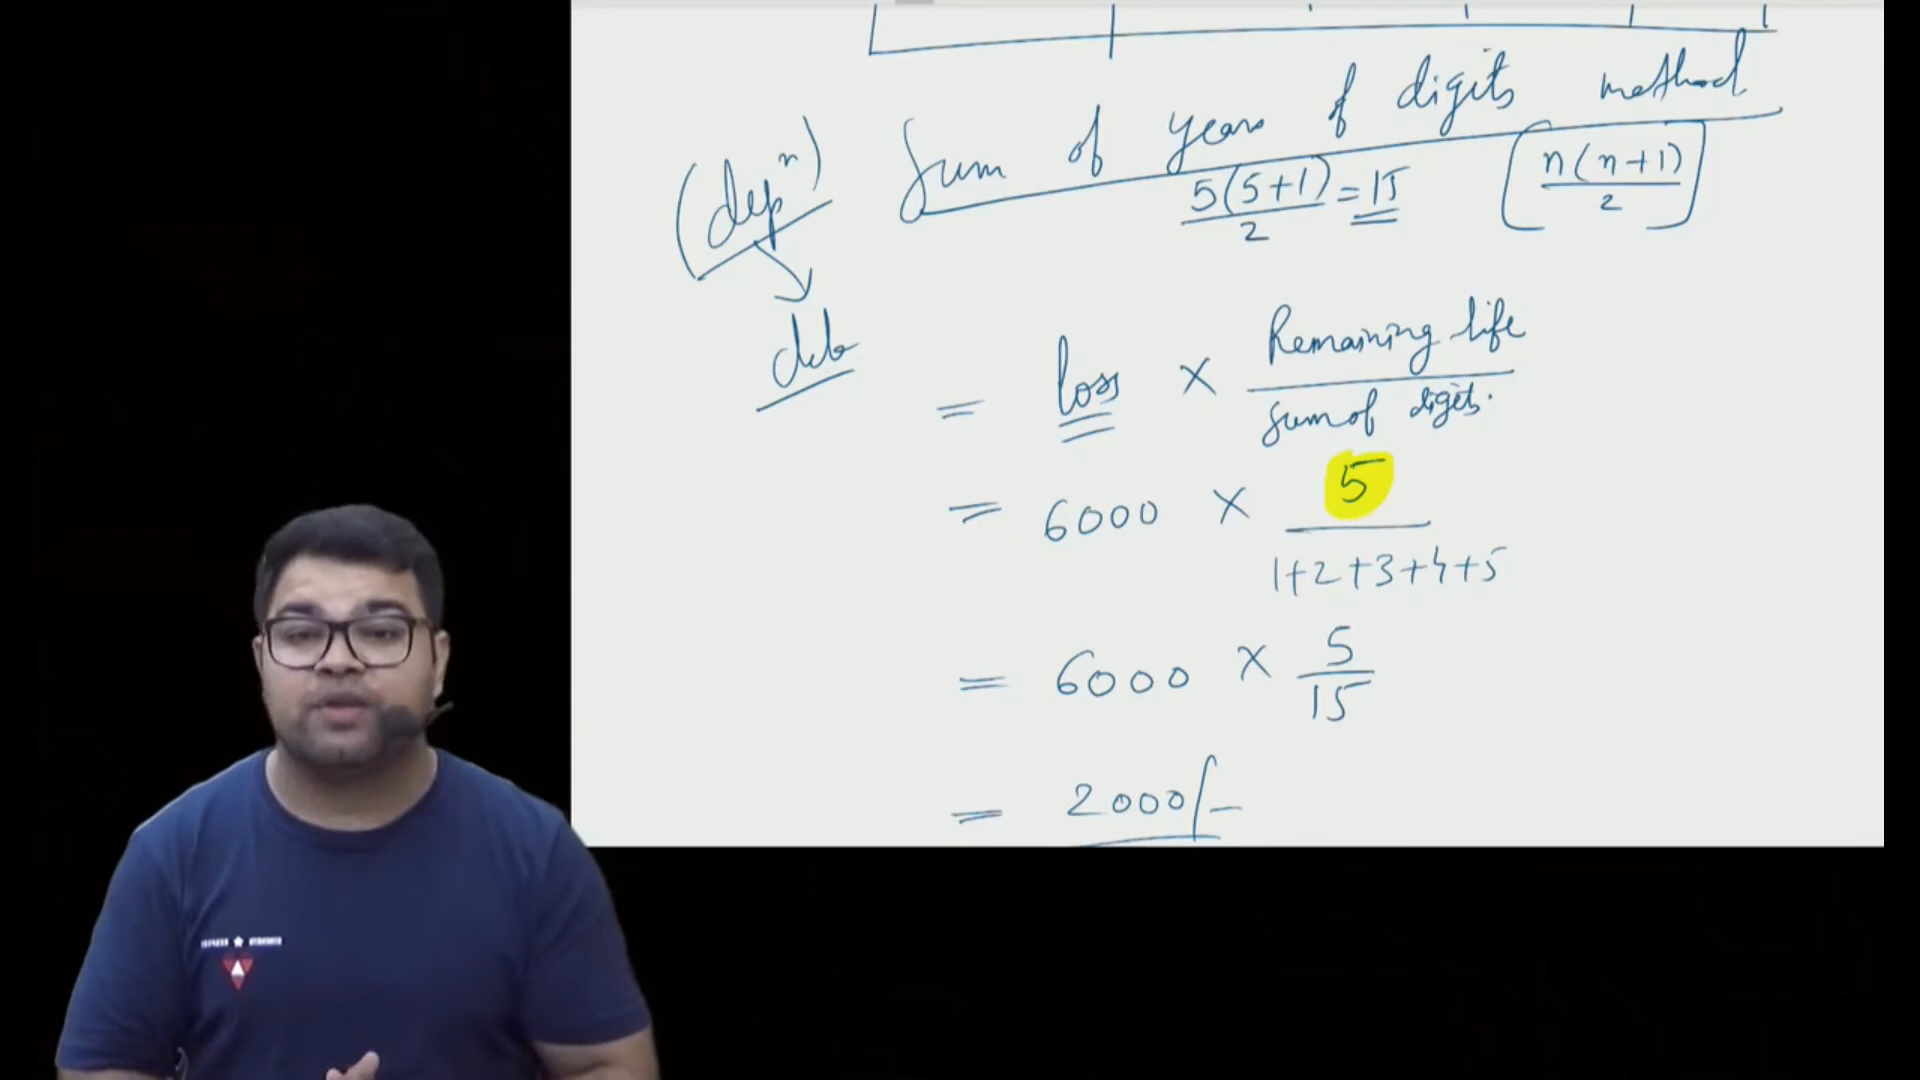 (depⁿ) Sum of years of digits method
5(5+1)/2 = 15 [n(n+1)/2]
deb
= loss × Remaining life / Sum of digits.
= 6000 × 5 / 1+2+3+4+5
= 6000 × 5/15
= 2000/-